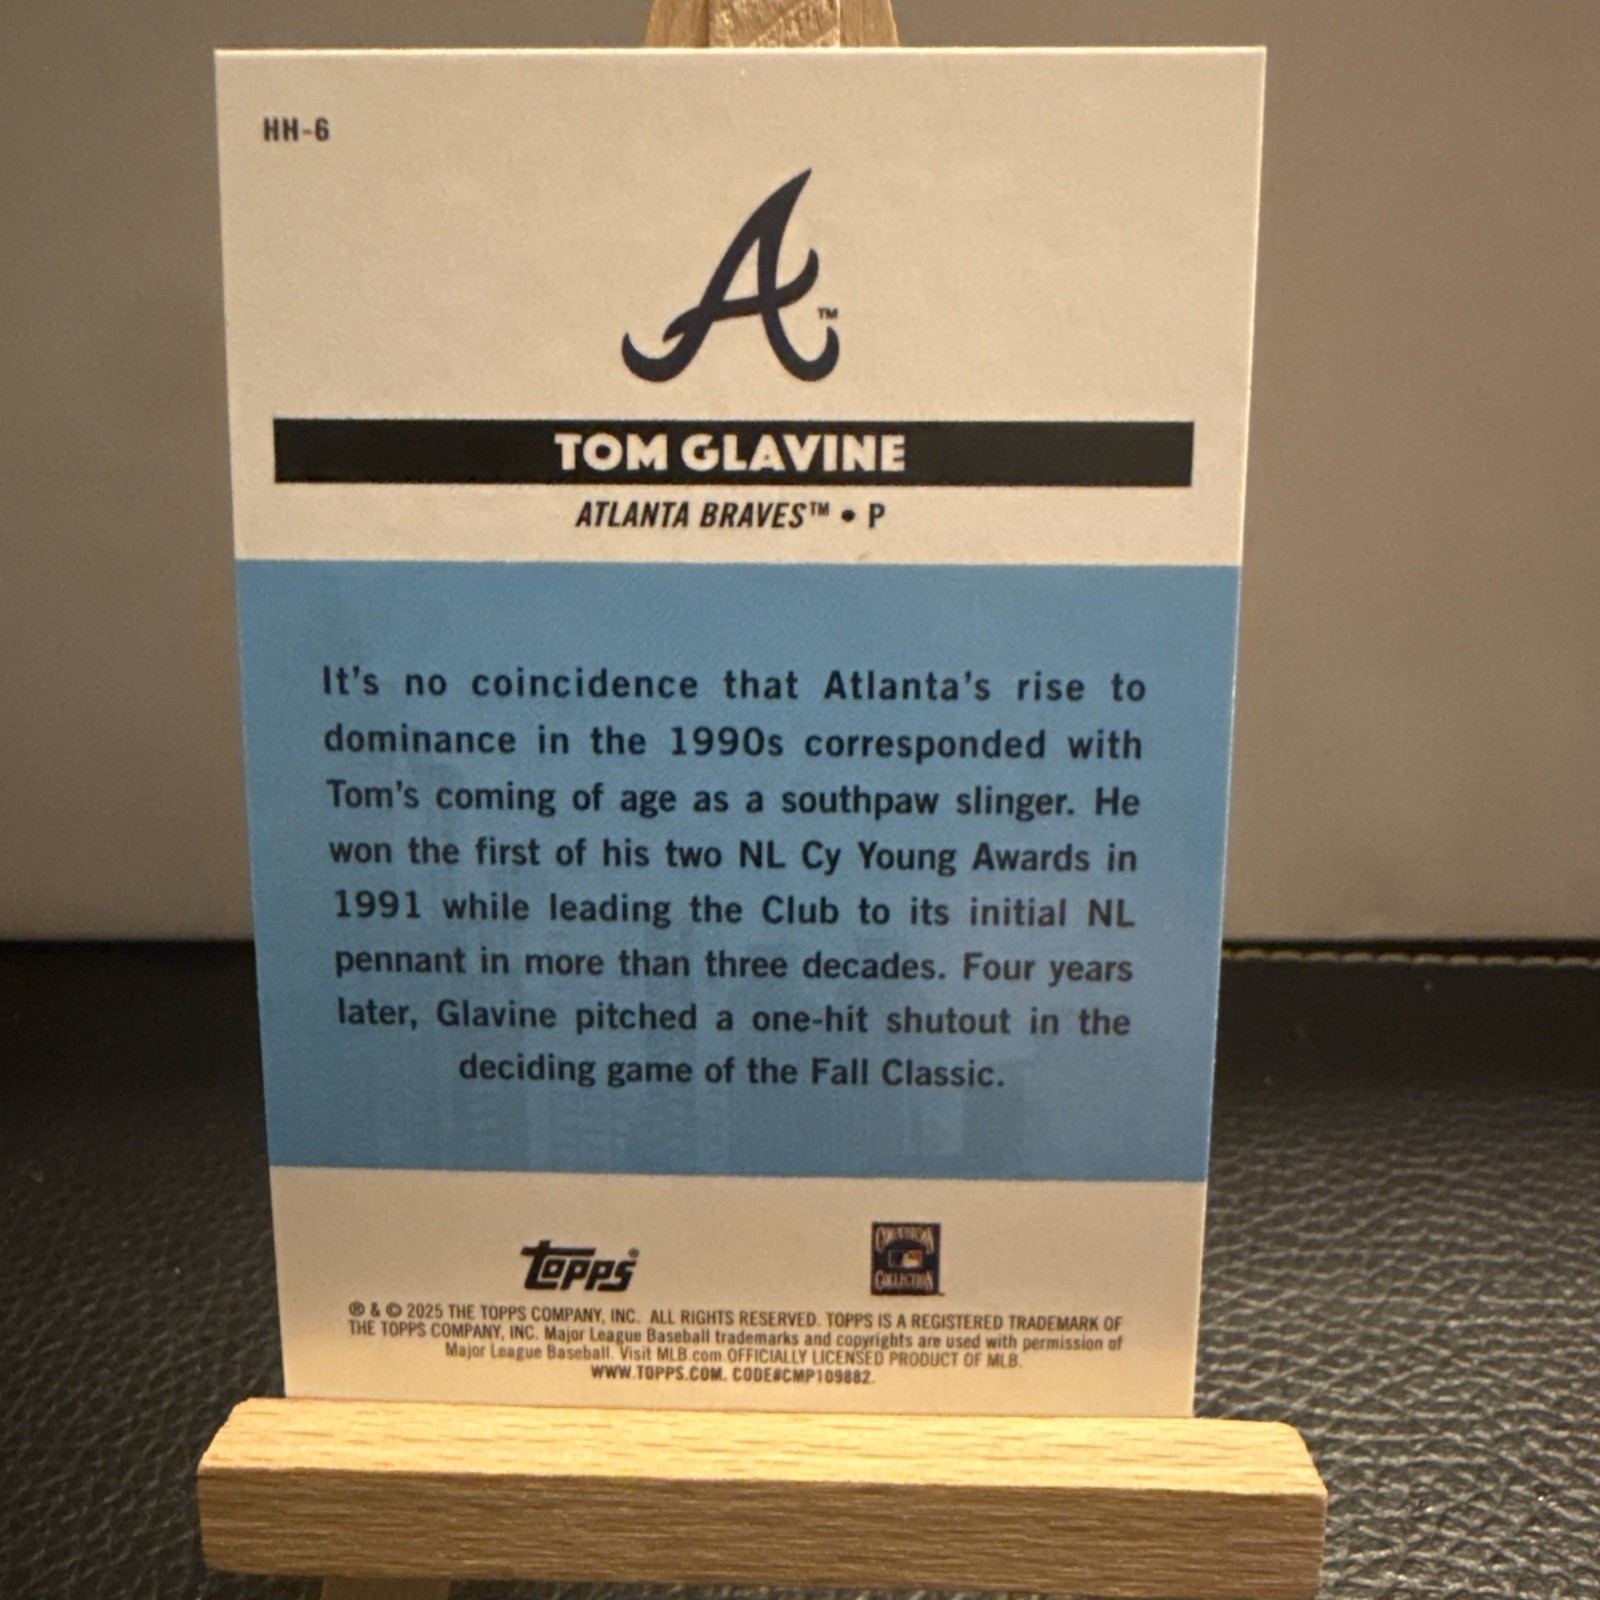 HH-6
A™
TOM GLAVINE
ATLANTA BRAVES™ • P
It's no coincidence that Atlanta's rise to
dominance in the 1990s corresponded with
Tom's coming of age as a southpaw slinger. He
won the first of his two NL Cy Young Awards in
1991 while leading the Club to its initial NL
pennant in more than three decades. Four years
later, Glavine pitched a one-hit shutout in the
deciding game of the Fall Classic.
topps®
COOPERSTOWN
COLLECTION
® & © 2025 THE TOPPS COMPANY, INC. ALL RIGHTS RESERVED. TOPPS IS A REGISTERED TRADEMARK OF
THE TOPPS COMPANY, INC. Major League Baseball trademarks and copyrights are used with permission of
Major League Baseball. Visit MLB.com. OFFICIALLY LICENSED PRODUCT OF MLB.
WWW.TOPPS.COM. CODE#CMP109882.